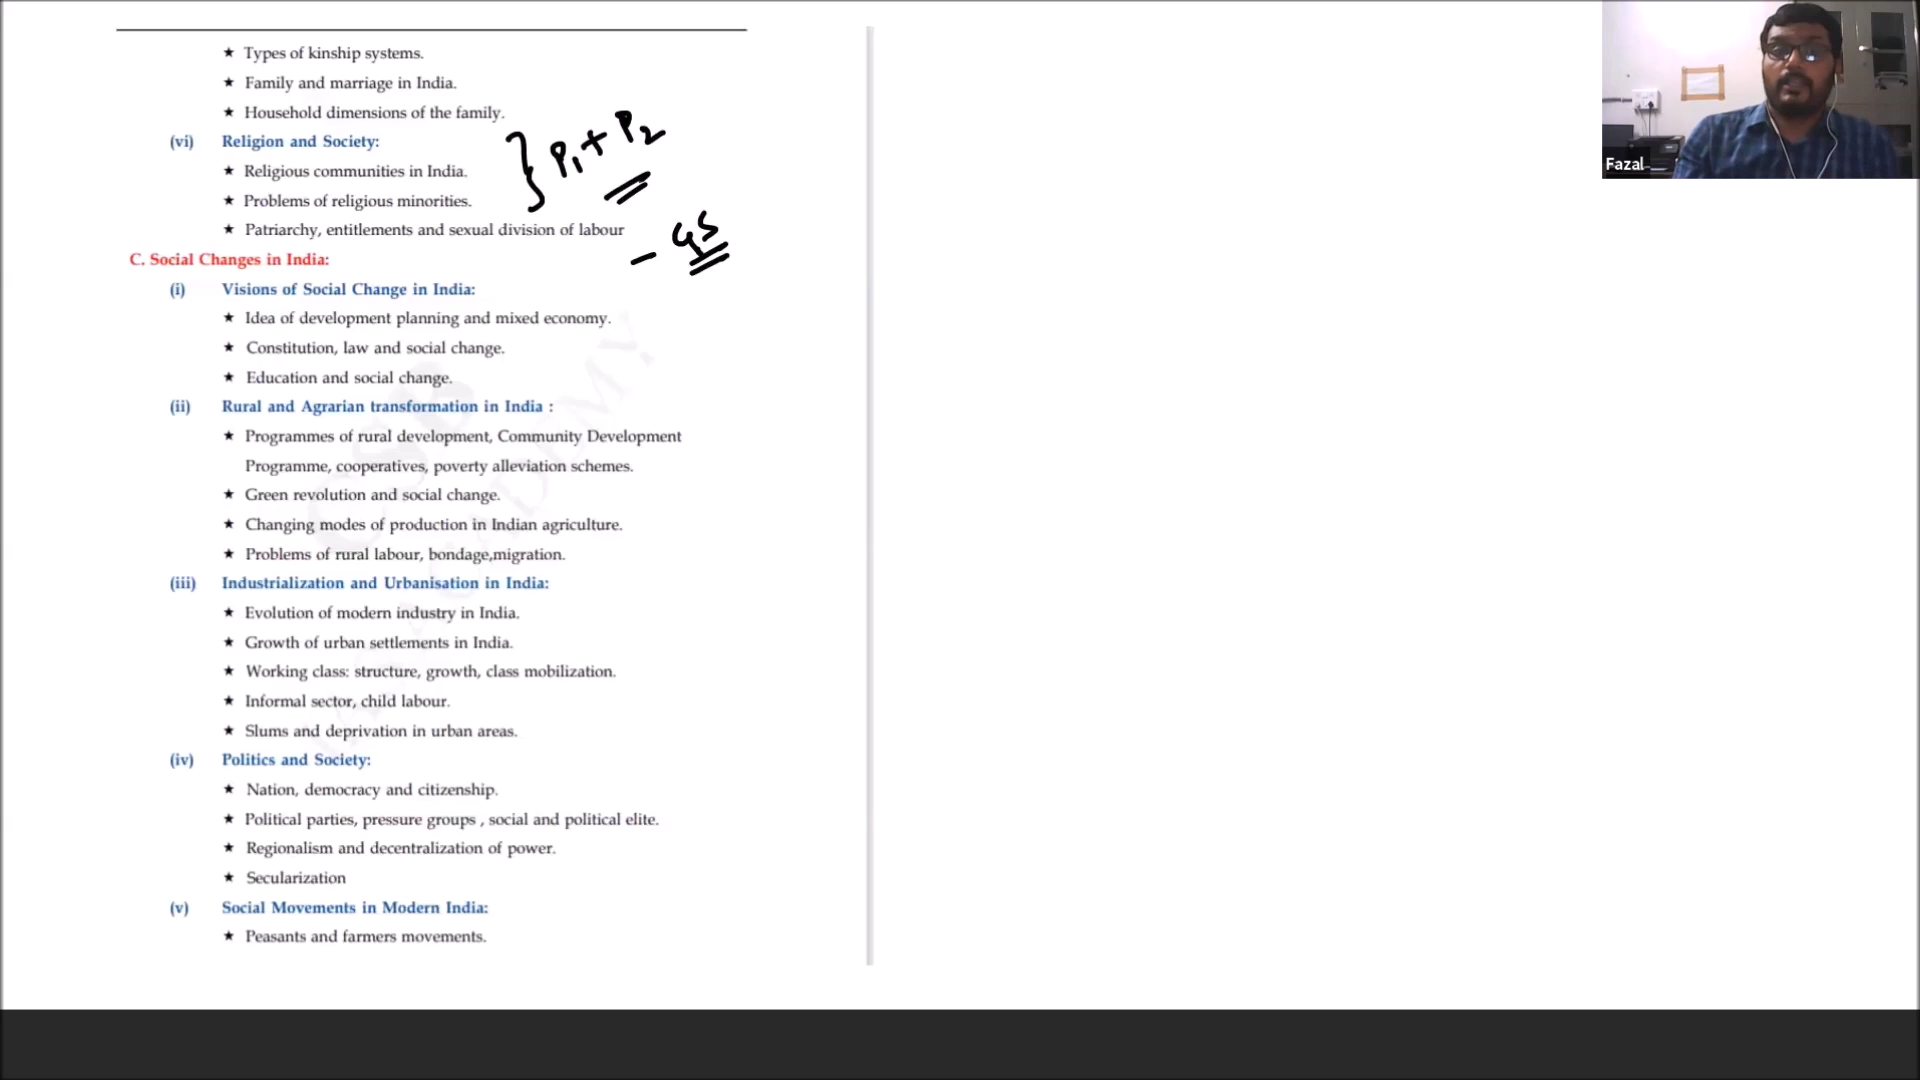 ★ Types of kinship systems.
★ Family and marriage in India.
★ Household dimensions of the family.
(vi) Religion and Society:
★ Religious communities in India.
★ Problems of religious minorities.
} P1 + P2
★ Patriarchy, entitlements and sexual division of labour
- GS
C. Social Changes in India:
(i) Visions of Social Change in India:
★ Idea of development planning and mixed economy.
★ Constitution, law and social change.
★ Education and social change.
(ii) Rural and Agrarian transformation in India :
★ Programmes of rural development, Community Development
Programme, cooperatives, poverty alleviation schemes.
★ Green revolution and social change.
★ Changing modes of production in Indian agriculture.
★ Problems of rural labour, bondage,migration.
(iii) Industrialization and Urbanisation in India:
★ Evolution of modern industry in India.
★ Growth of urban settlements in India.
★ Working class: structure, growth, class mobilization.
★ Informal sector, child labour.
★ Slums and deprivation in urban areas.
(iv) Politics and Society:
★ Nation, democracy and citizenship.
★ Political parties, pressure groups , social and political elite.
★ Regionalism and decentralization of power.
★ Secularization
(v) Social Movements in Modern India:
★ Peasants and farmers movements.
Fazal